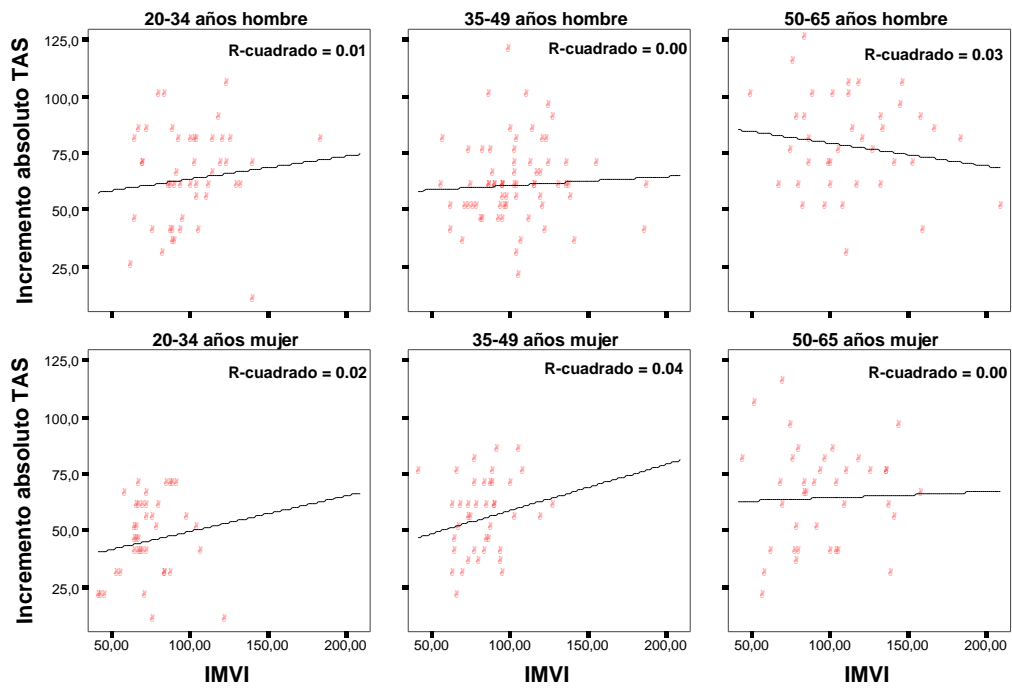 20-34 años hombre
35-49 años hombre
50-65 años hombre
Incremento absoluto TAS
125,0
100,0
75,0
50,0
25,0
R-cuadrado = 0.01
R-cuadrado = 0.00
R-cuadrado = 0.03
20-34 años mujer
35-49 años mujer
50-65 años mujer
Incremento absoluto TAS
125,0
100,0
75,0
50,0
25,0
R-cuadrado = 0.02
R-cuadrado = 0.04
R-cuadrado = 0.00
50,00 100,00 150,00 200,00
50,00 100,00 150,00 200,00
50,00 100,00 150,00 200,00
IMVI
IMVI
IMVI